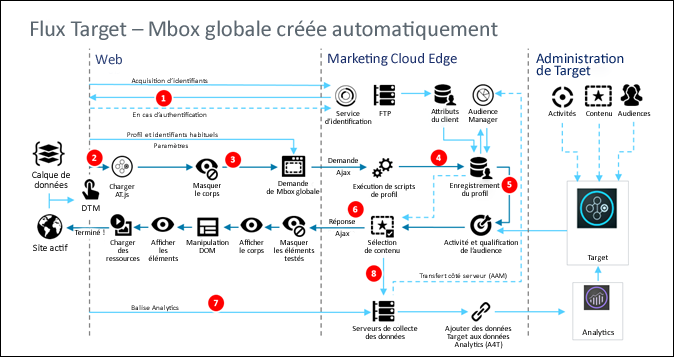 Flux Target – Mbox globale créée automatiquement
Web
Marketing Cloud Edge
Administration
de Target
Acquisition d'identifiants
1
En cas d'authentification
Service
d'identification
FTP
Attributs
du client
Audience
Manager
Activités
Contenu
Audiences
Profil et identifiants habituels
Paramètres
Calque de
données
2
Charger
AT.js
Masquer
le corps
3
Demande
de Mbox globale
Demande
Ajax
Exécution de scripts
de profil
4
Enregistrement
du profil
5
DTM
Site actif
Terminé !
Charger
des
ressources
Afficher
les
éléments
Manipulation
DOM
Afficher
le corps
Masquer
les éléments
testés
6
Réponse
Ajax
Sélection
de contenu
Activité et qualification
de l'audience
Target
8
Transfert côté serveur (AAM)
7
Balise Analytics
Serveurs de collecte
des données
Ajouter des données
Target aux données
Analytics (A4T)
Analytics